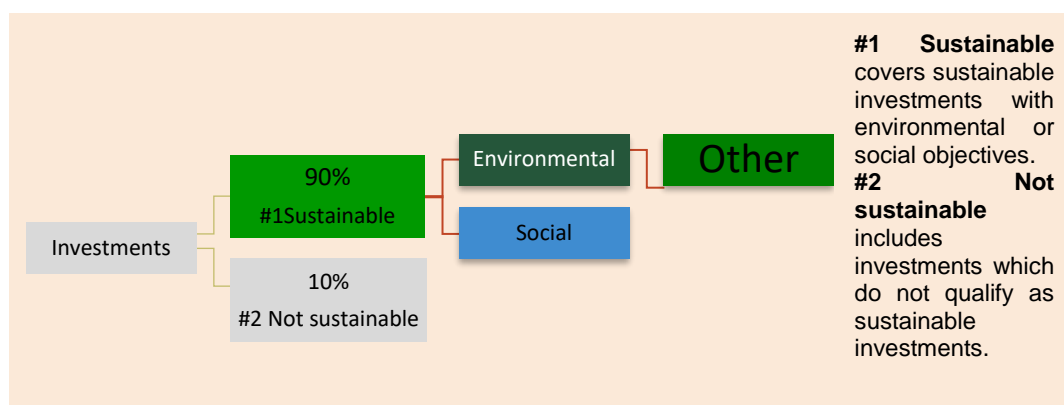 Investments
90%
#1Sustainable
10%
#2 Not sustainable
Environmental
Social
Other
#1 Sustainable
covers sustainable
investments with
environmental or
social objectives.
#2 Not
sustainable
includes
investments which
do not qualify as
sustainable
investments.